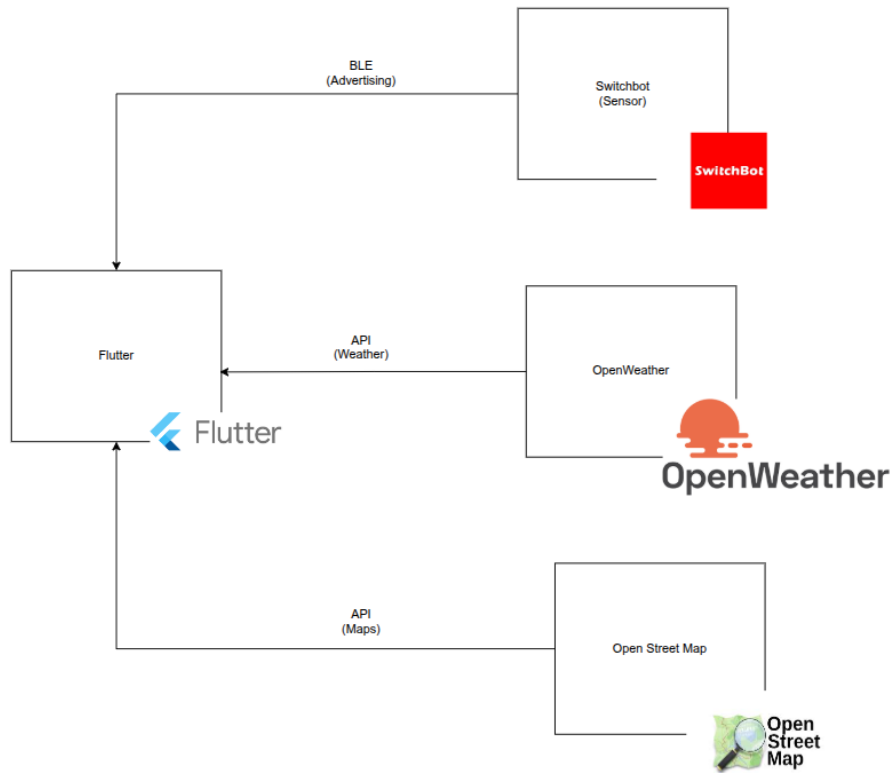 BLE
(Advertising)
Switchbot
(Sensor)
SwitchBot
Flutter
Flutter
API
(Weather)
OpenWeather
OpenWeather
API
(Maps)
Open Street Map
Open
Street
Map